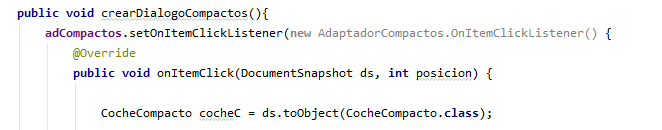 public void crearDialogoCompactos(){
adCompactos.setOnItemClickListener(new AdaptadorCompactos.OnItemClickListener() {
@Override
public void onItemClick(DocumentSnapshot ds, int posicion) {
CocheCompacto cocheC = ds.toObject(CocheCompacto.class);